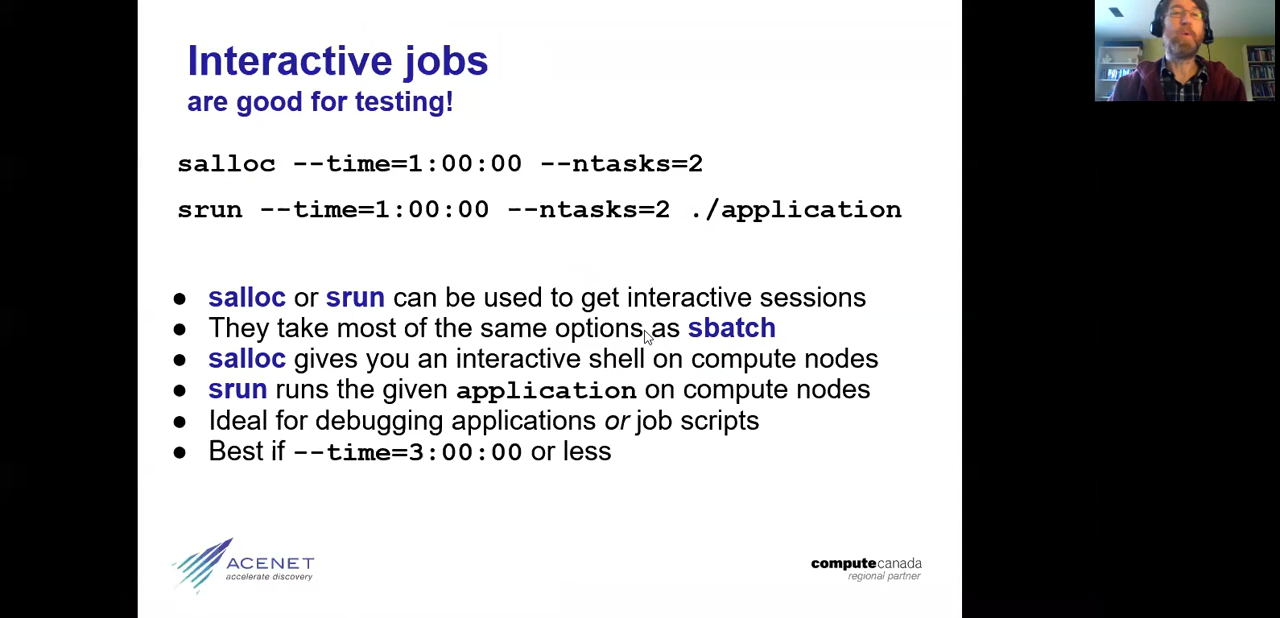 Interactive jobs
are good for testing!
salloc --time=1:00:00 --ntasks=2
srun --time=1:00:00 --ntasks=2 ./application
● salloc or srun can be used to get interactive sessions
● They take most of the same options as sbatch
● salloc gives you an interactive shell on compute nodes
● srun runs the given application on compute nodes
● Ideal for debugging applications or job scripts
● Best if --time=3:00:00 or less
ACENET
accelerate discovery
computecanada
regional partner